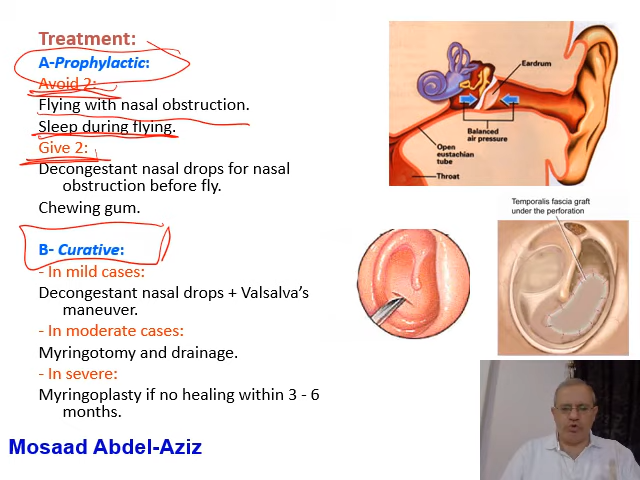 Treatment:
A-Prophylactic:
Avoid 2:
Flying with nasal obstruction.
Sleep during flying.
Give 2:
Decongestant nasal drops for nasal
obstruction before fly.
Chewing gum.
B- Curative:
- In mild cases:
Decongestant nasal drops + Valsalva's
maneuver.
- In moderate cases:
Myringotomy and drainage.
- In severe:
Myringoplasty if no healing within 3 - 6
months.
Mosaad Abdel-Aziz
Eardrum
Balanced
air pressure
Open
eustachian
tube
Throat
Temporalis fascia graft
under the perforation